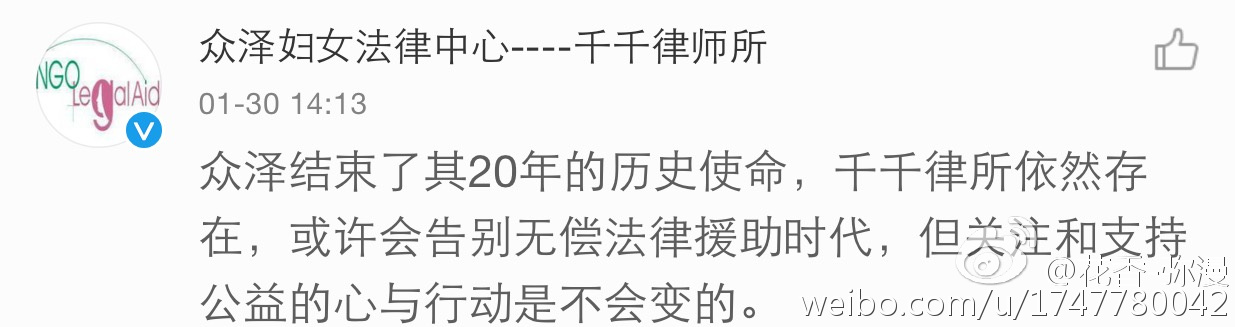 众泽妇女法律中心----千千律师所
NGO
LegalAid
01-30 14:13
众泽结束了其20年的历史使命，千千律所依然存
在，或许会告别无偿法律援助时代，但关注和支持
公益的心与行动是不会变的。
@花香·弥漫
weibo.com/u/1747780042